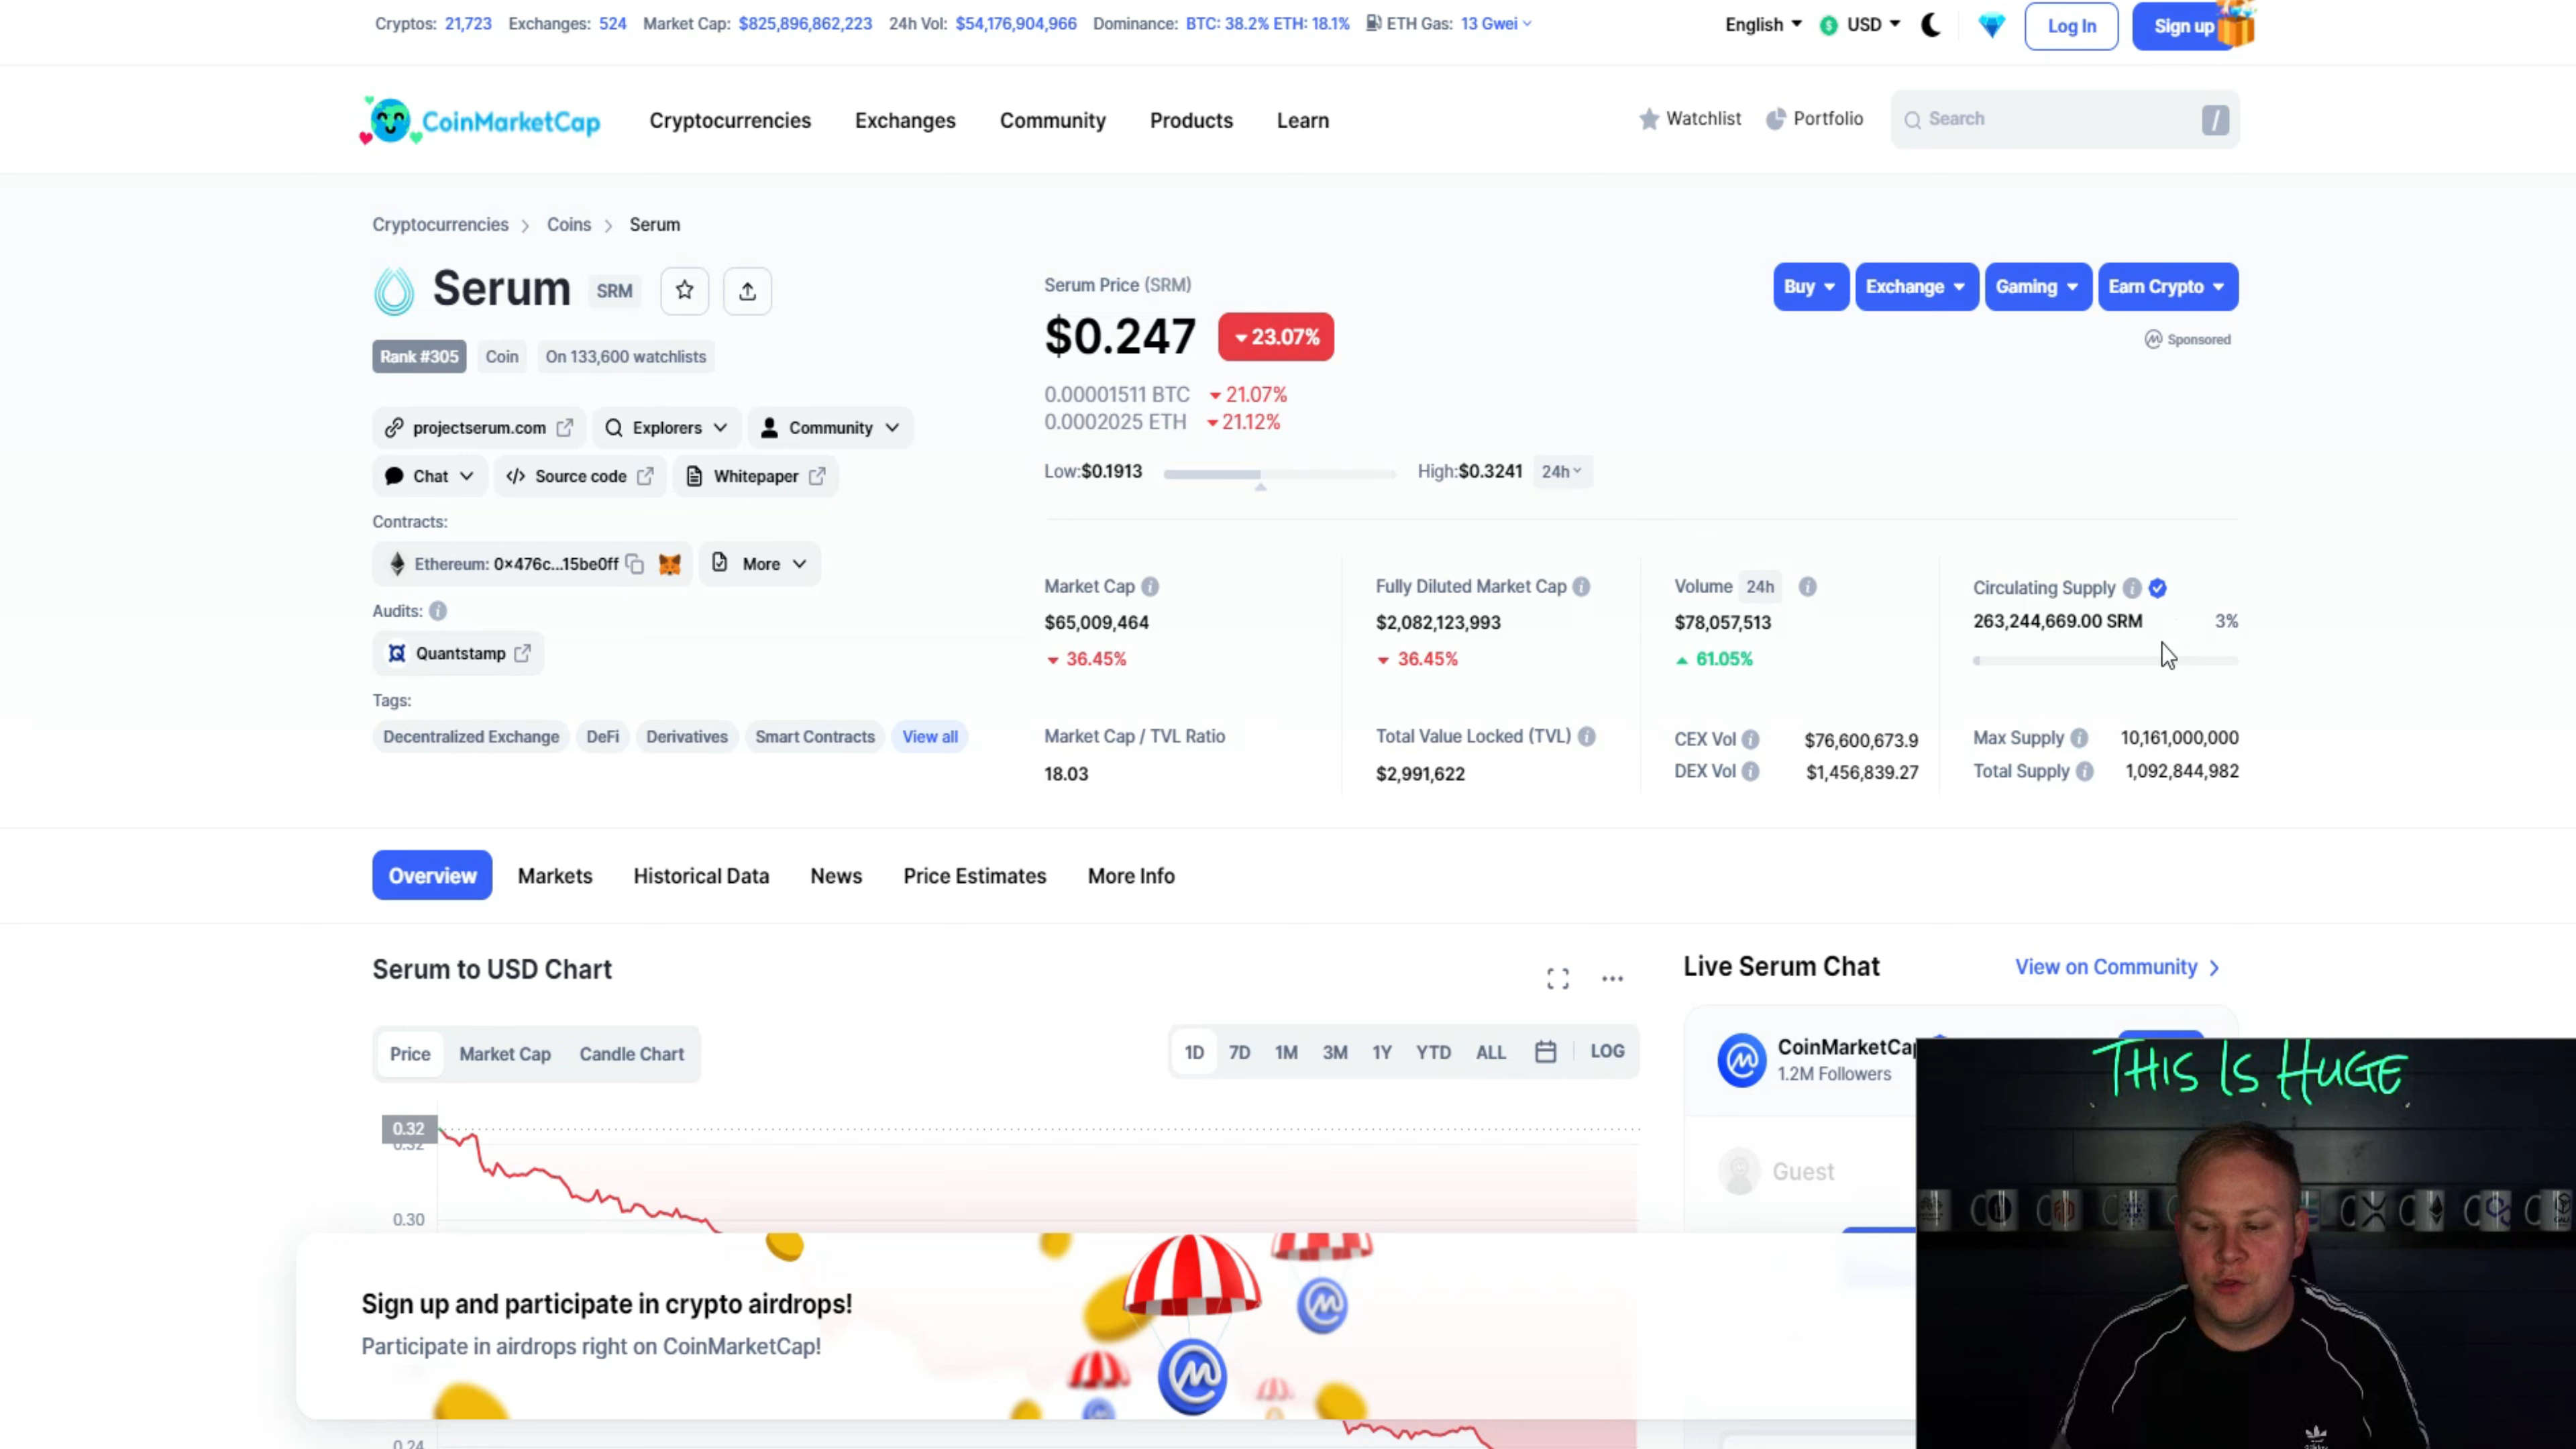 Cryptos: 21,723 Exchanges: 524 Market Cap: $825,896,862,223 24h Vol: $54,176,904,966 Dominance: BTC: 38.2% ETH: 18.1% ETH Gas: 13 Gwei
English USD Log In Sign up
CoinMarketCap Cryptocurrencies Exchanges Community Products Learn Watchlist Portfolio Search /
Cryptocurrencies > Coins > Serum
Serum SRM
Rank #305 Coin On 133,600 watchlists
projectserum.com Explorers Community
Chat Source code Whitepaper
Contracts:
Ethereum: 0x476c...15be0ff More
Audits:
Quantstamp
Tags:
Decentralized Exchange DeFi Derivatives Smart Contracts View all
Serum Price (SRM)
$0.247 23.07%
0.00001511 BTC 21.07%
0.0002025 ETH 21.12%
Low:$0.1913 High:$0.3241 24h
Buy Exchange Gaming Earn Crypto
Sponsored
Market Cap
$65,009,464
36.45%
Fully Diluted Market Cap
$2,082,123,993
36.45%
Volume 24h
$78,057,513
61.05%
Circulating Supply
263,244,669.00 SRM 3%
Market Cap / TVL Ratio
18.03
Total Value Locked (TVL)
$2,991,622
CEX Vol $76,600,673.9
DEX Vol $1,456,839.27
Max Supply 10,161,000,000
Total Supply 1,092,844,982
Overview Markets Historical Data News Price Estimates More Info
Serum to USD Chart
Price Market Cap Candle Chart
1D 7D 1M 3M 1Y YTD ALL LOG
0.32
0.32
0.30
0.24
Live Serum Chat View on Community >
CoinMarketCap
1.2M Followers
Guest
THIS IS HUGE
Sign up and participate in crypto airdrops!
Participate in airdrops right on CoinMarketCap!